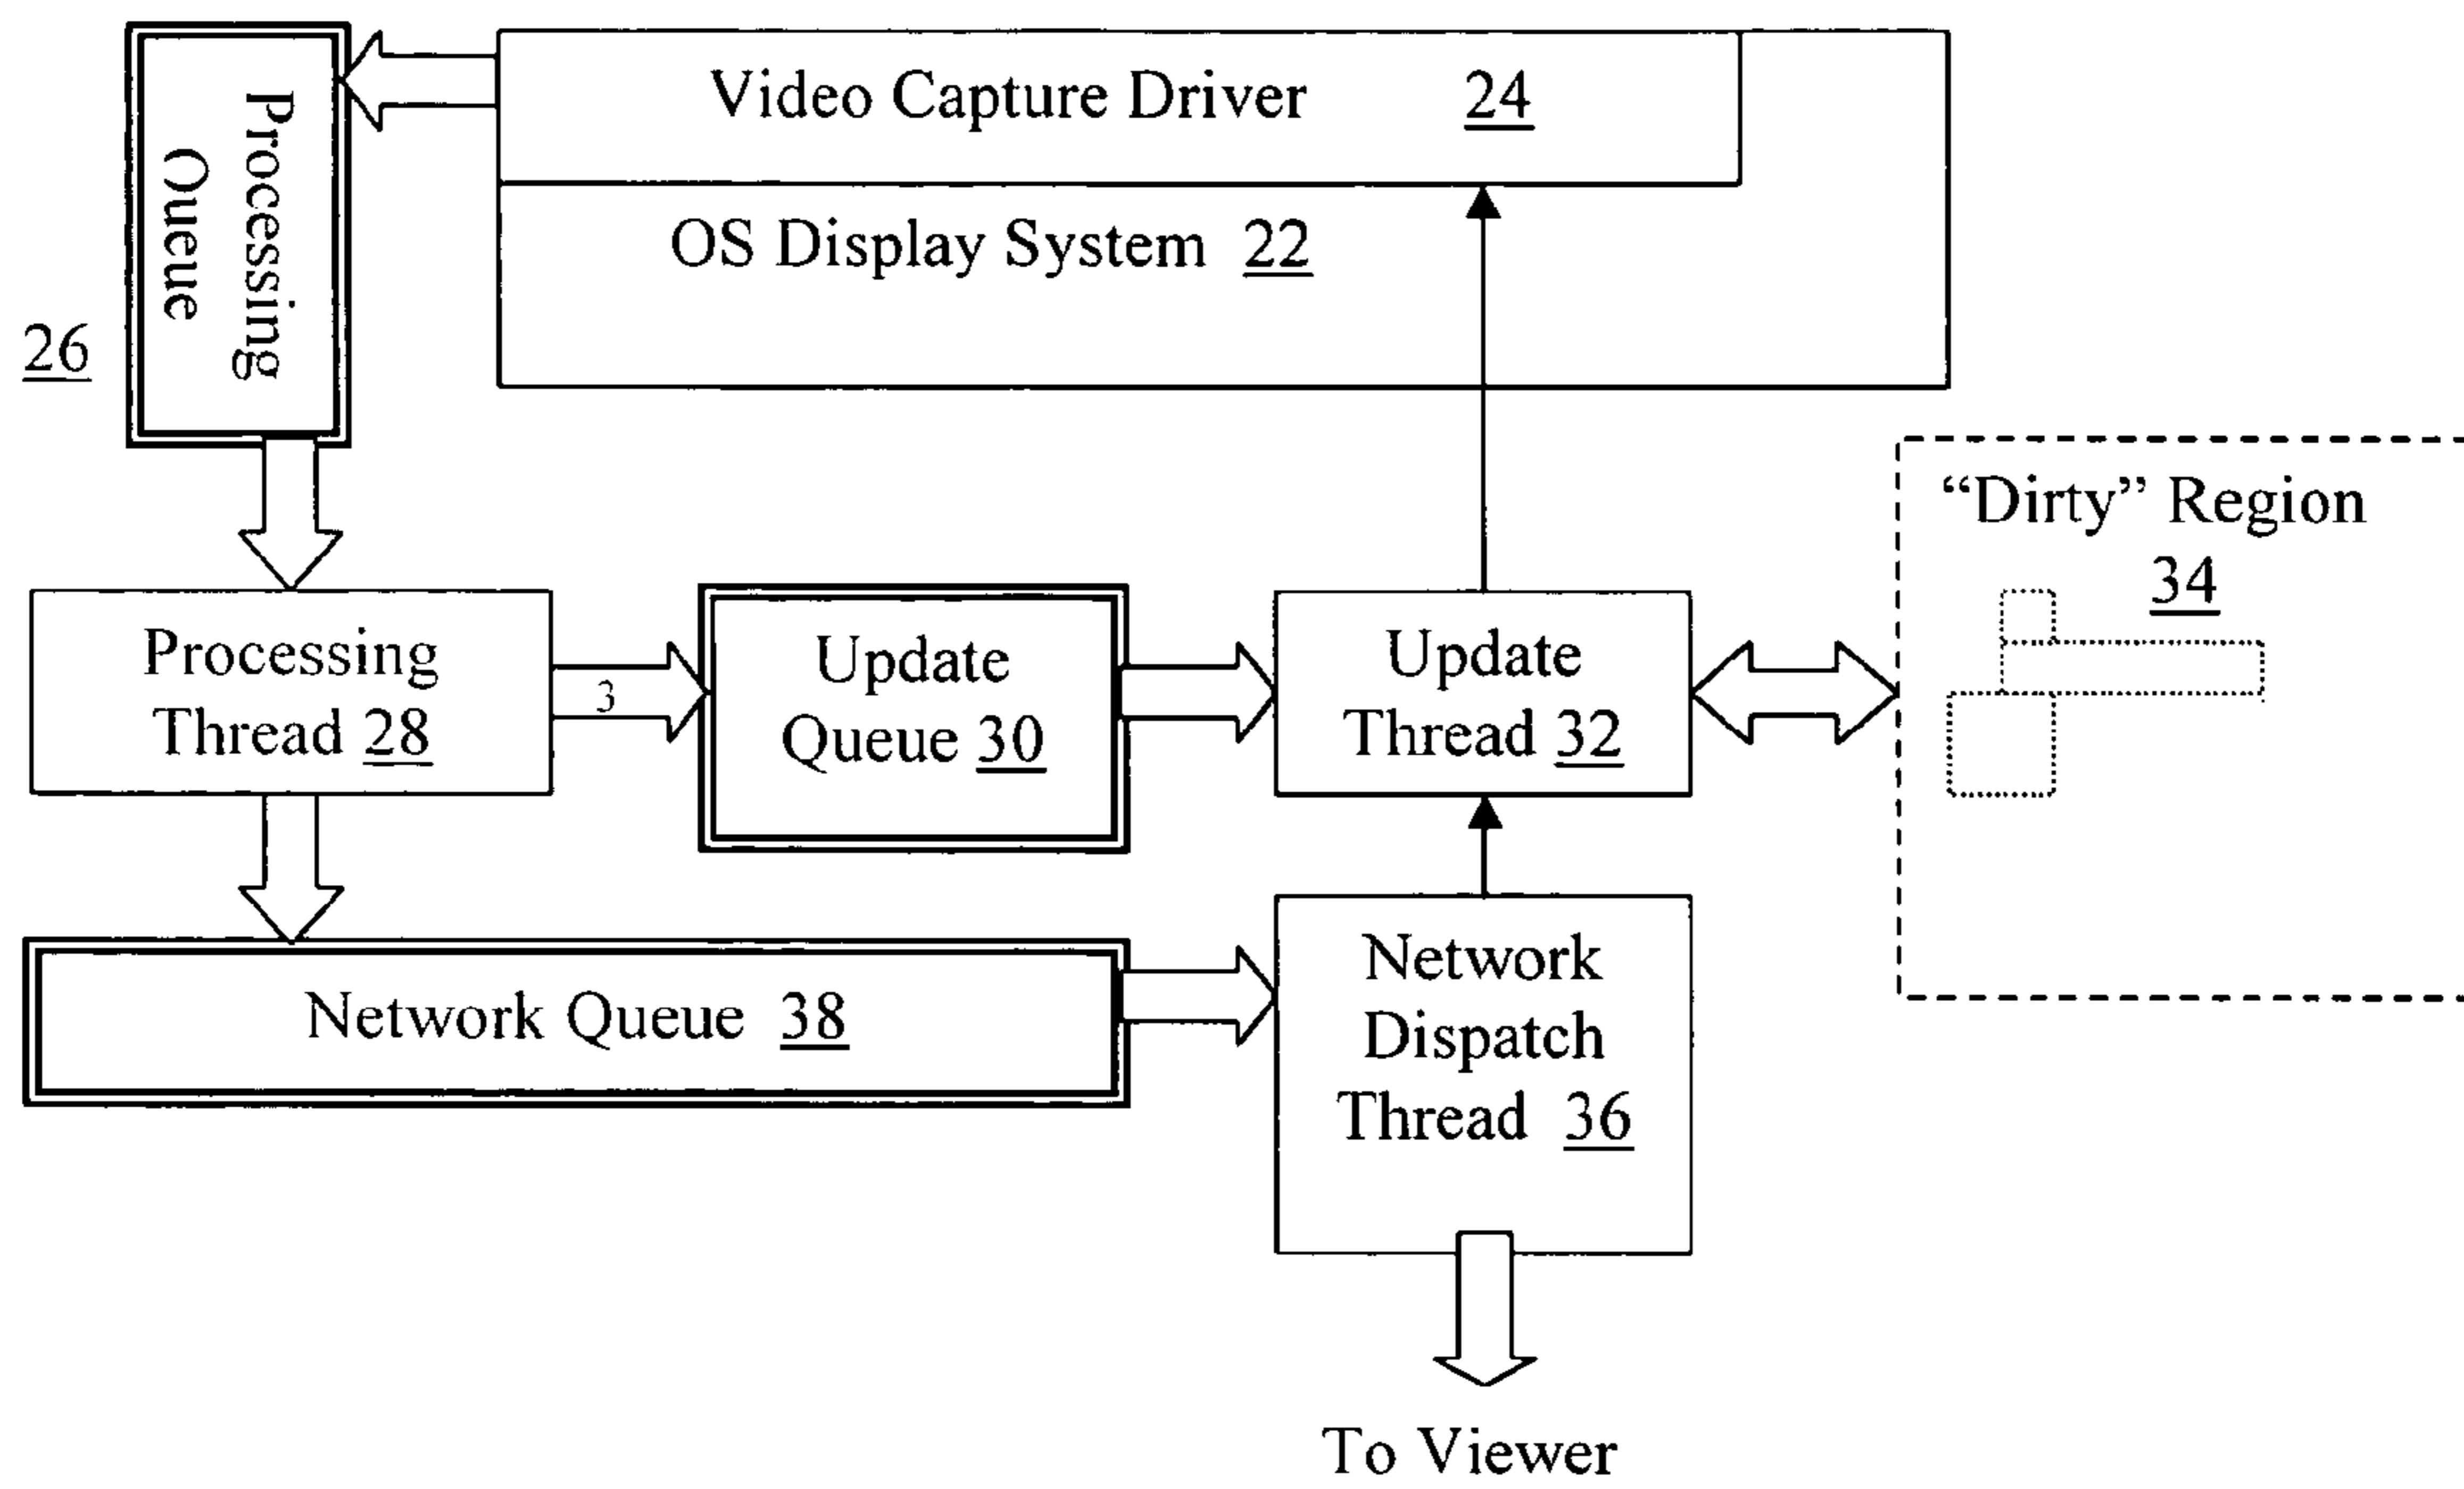 Processing
Queue
26
Video Capture Driver 24
OS Display System 22
"Dirty" Region
34
Processing
Thread 28
3
Update
Queue 30
Update
Thread 32
Network Queue 38
Network
Dispatch
Thread 36
To Viewer